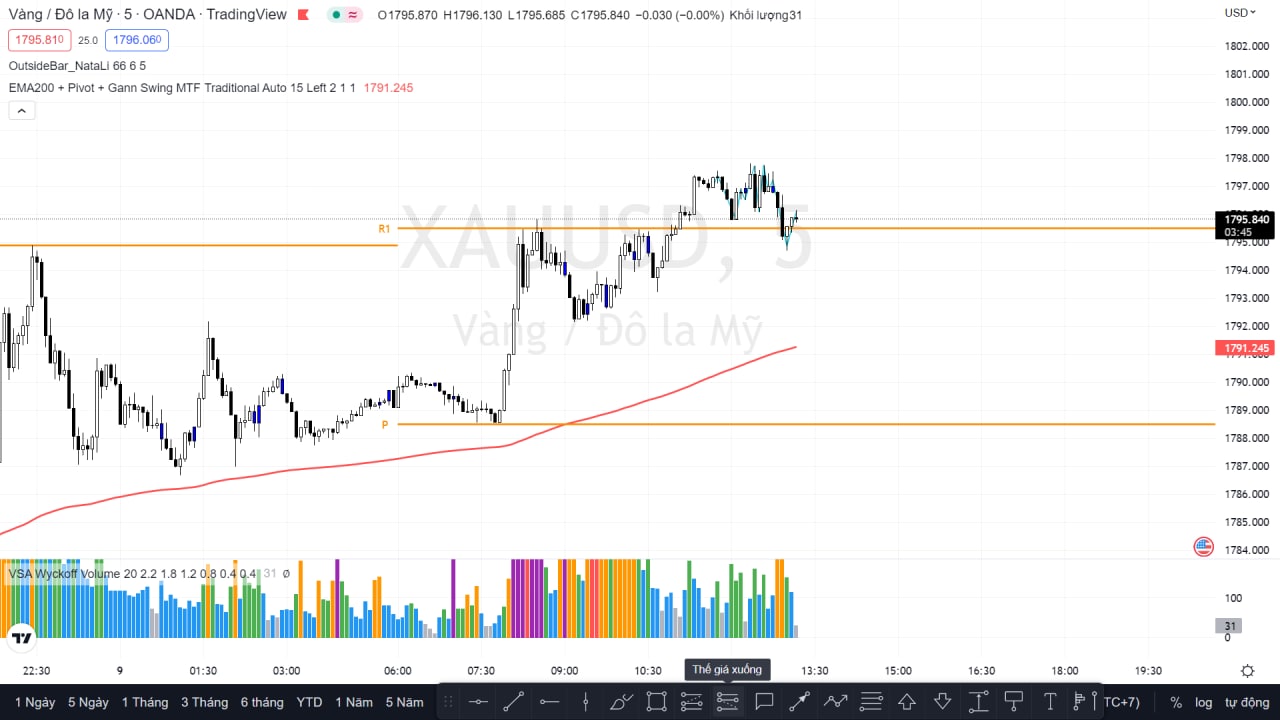 Vàng / Đô la Mỹ · 5 · OANDA · TradingView O1795.870 H1796.130 L1795.685 C1795.840 −0.030 (−0.00%) Khối lượng31
USD
1795.810 25.0 1796.060
OutsideBar_NataLi 66 6 5
EMA200 + Pivot + Gann Swing MTF Traditional Auto 15 Left 2 1 1 1791.245
XAUUSD, 5
Vàng / Đô la Mỹ
R1
P
1802.000
1801.000
1800.000
1799.000
1798.000
1797.000
1795.840
03:45
1795.000
1794.000
1793.000
1792.000
1791.245
1790.000
1789.000
1788.000
1787.000
1786.000
1785.000
1784.000
VSA Wyckoff Volume 20 2.2 1.8 1.2 0.8 0.4 0.4 31 ø
100
31
0
22:30 9 01:30 03:00 06:00 07:30 09:00 10:30 13:30 15:00 16:30 18:00 19:30
Thế giá xuống
1 Ngày 5 Ngày 1 Tháng 3 Tháng 6 tháng YTD 1 Năm 5 Năm TC+7) % log tự động